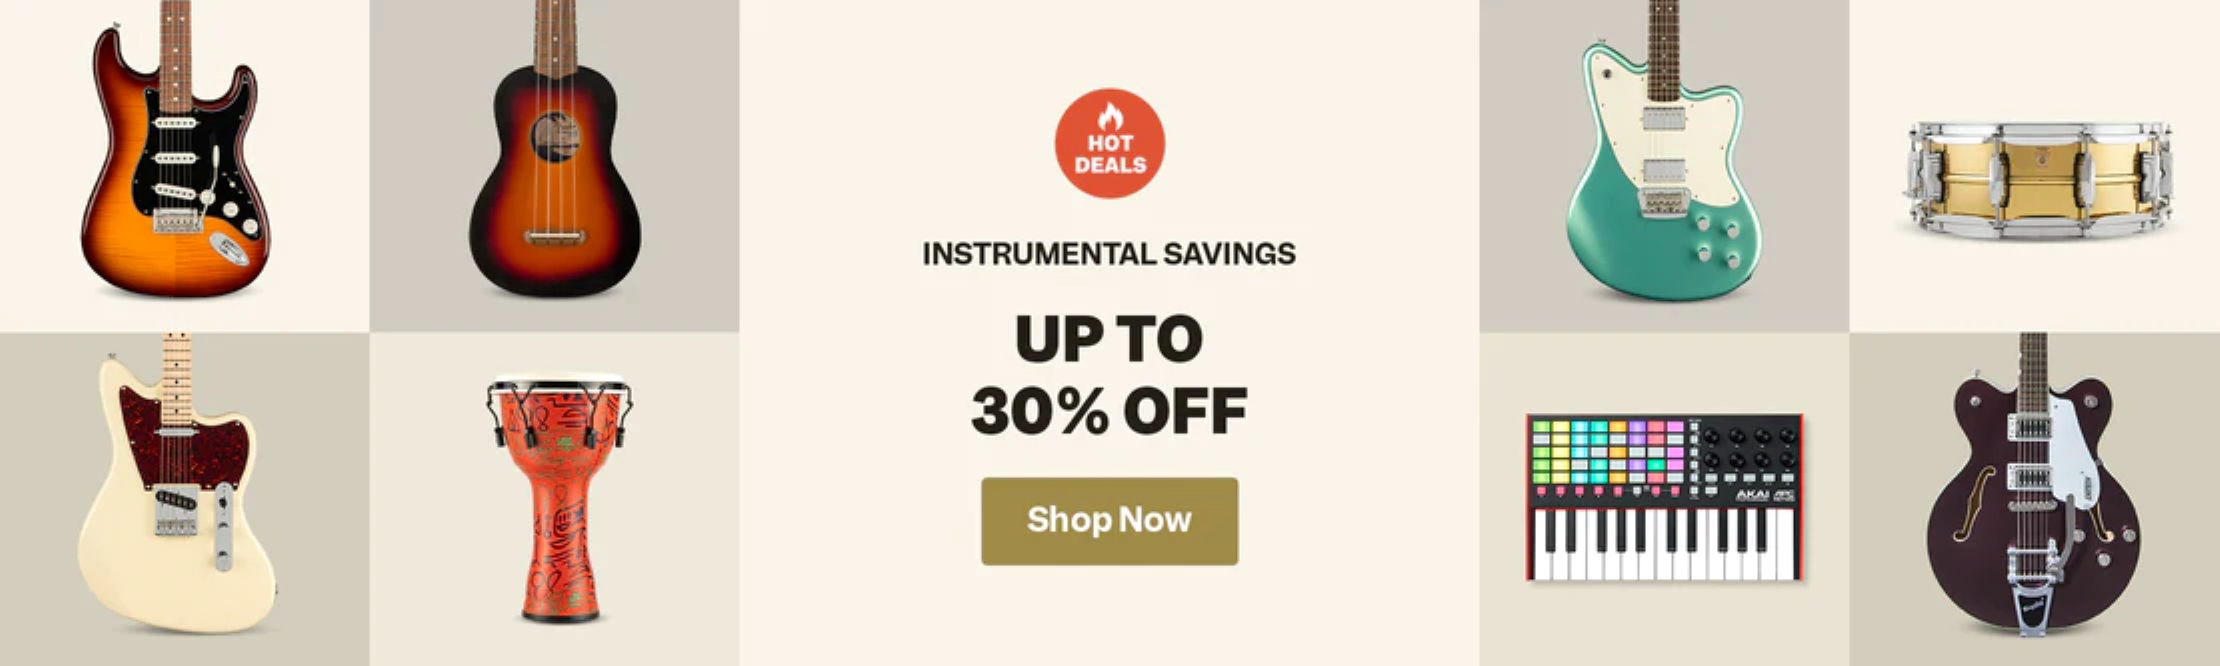 HOT
DEALS
INSTRUMENTAL SAVINGS
UP TO
30% OFF
Shop Now
AKAI